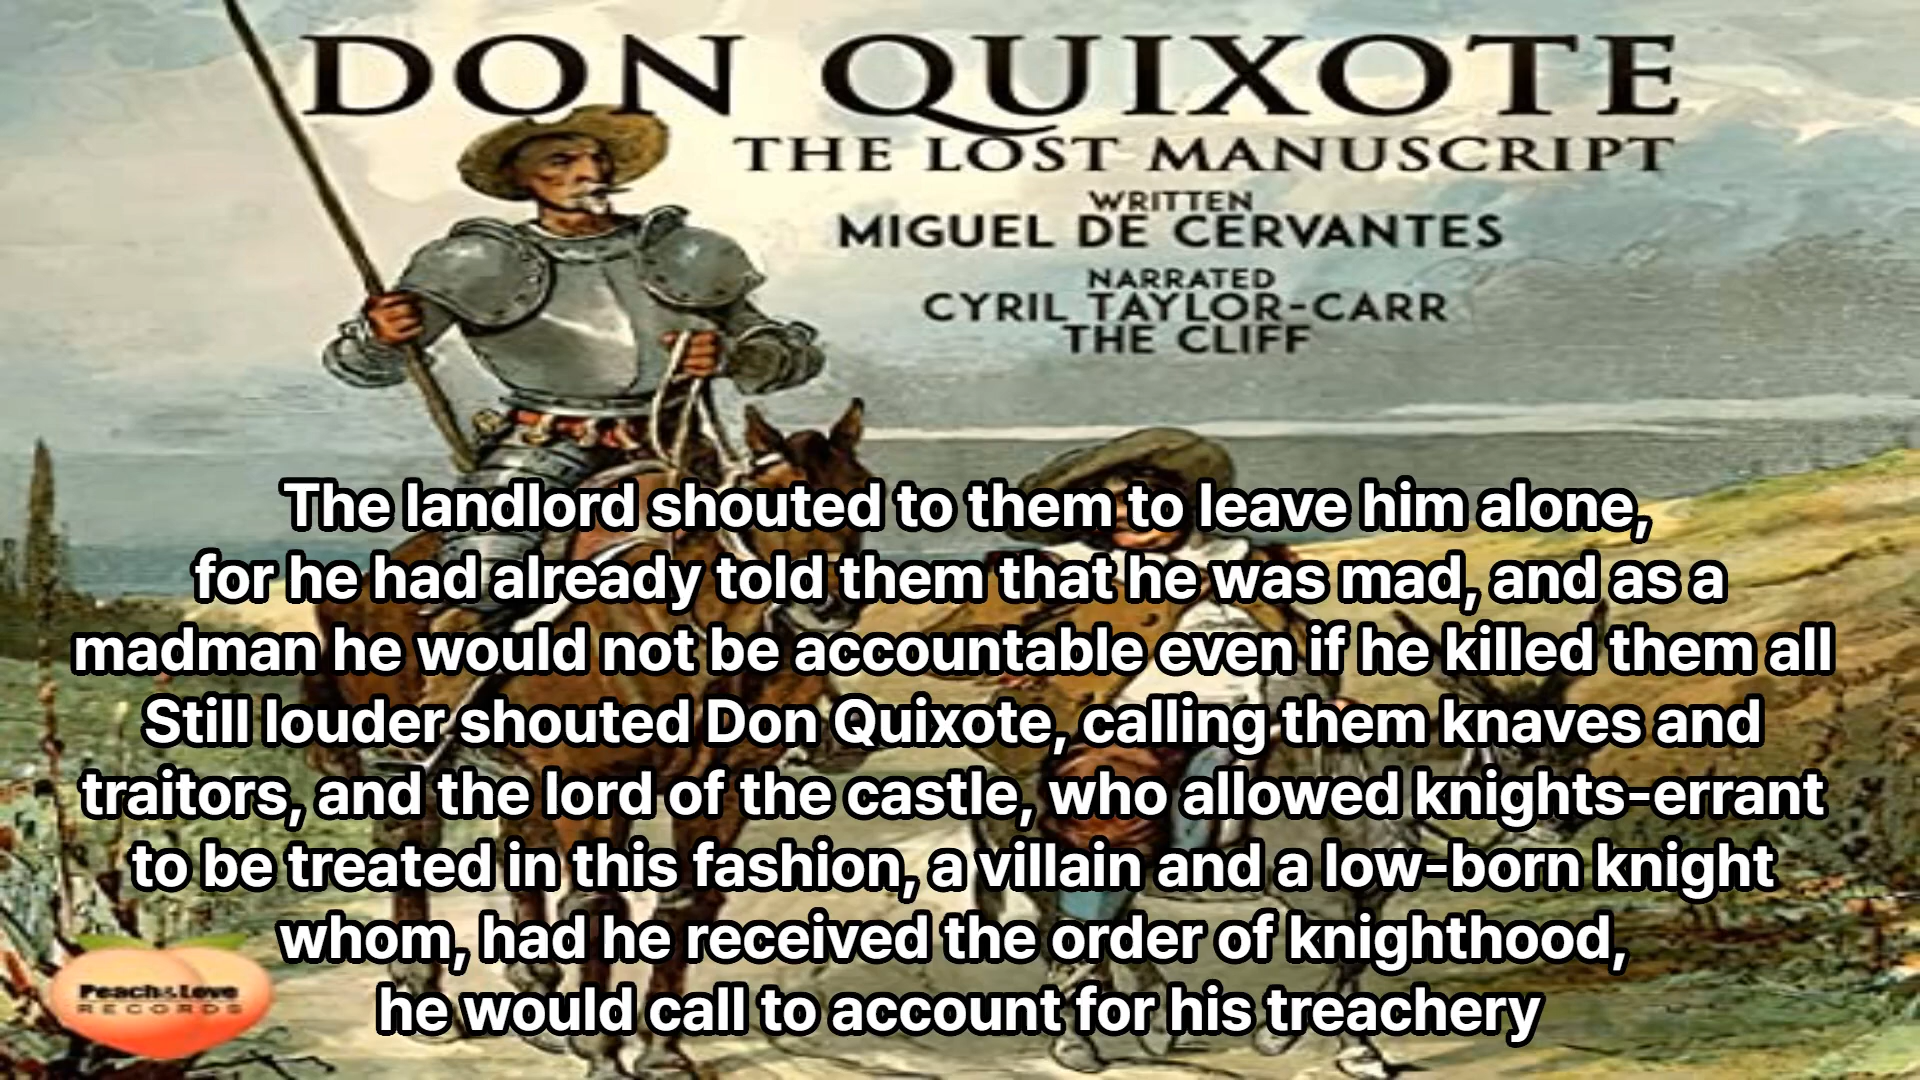 DON QUIXOTE
THE LOST MANUSCRIPT
WRITTEN
MIGUEL DE CERVANTES
NARRATED
CYRIL TAYLOR-CARR
THE CLIFF
The landlord shouted to them to leave him alone,
for he had already told them that he was mad, and as a
madman he would not be accountable even if he killed them all
Still louder shouted Don Quixote, calling them knaves and
traitors, and the lord of the castle, who allowed knights-errant
to be treated in this fashion, a villain and a low-born knight
whom, had he received the order of knighthood,
he would call to account for his treachery
Peach&Love
RECORDS